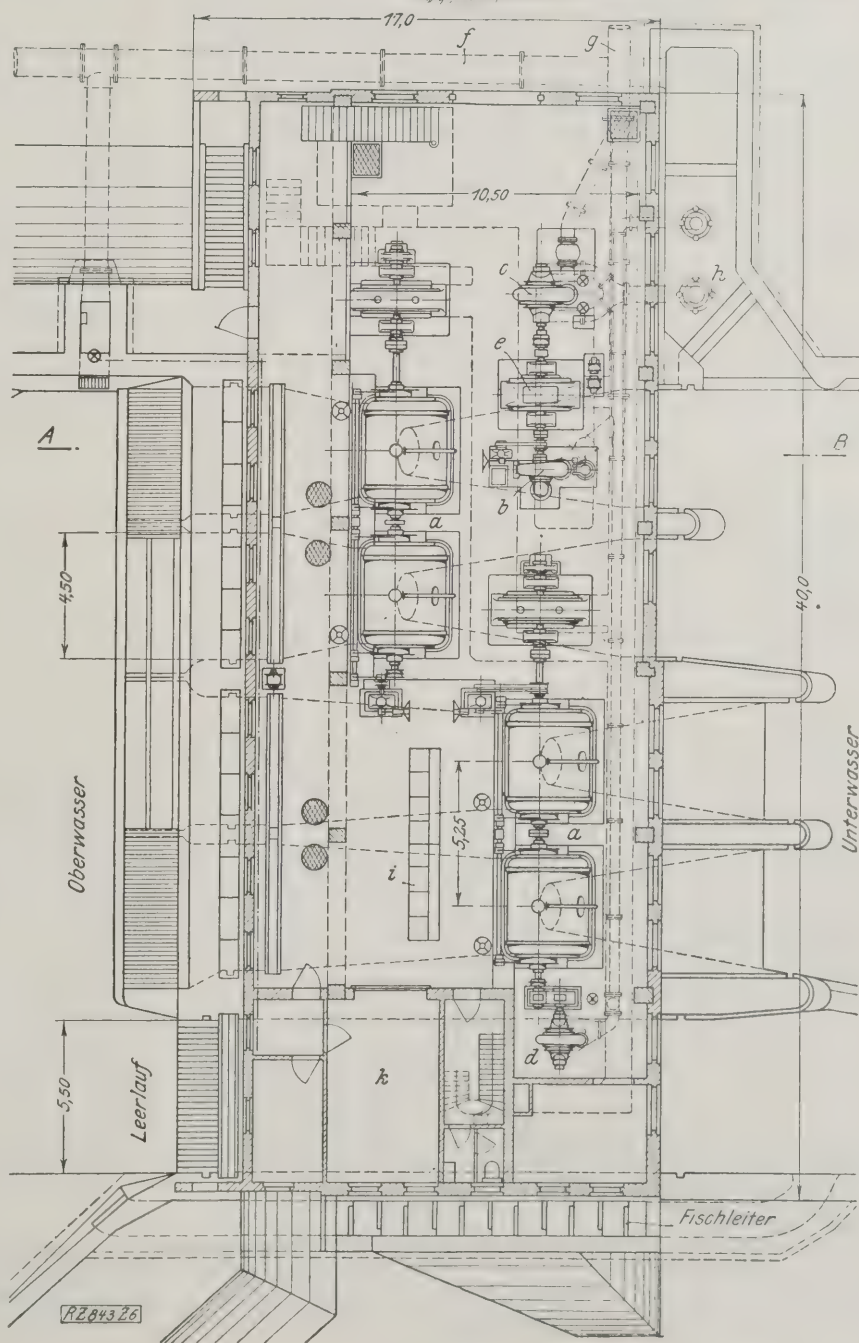 17,0
f
g
10,50
c
h
e
A
B
b
a
4,50
40,0
Oberwasser
Unterwasser
5,25
a
i
d
5,50
Leerlauf
k
Fischleiter
RZ843Z6